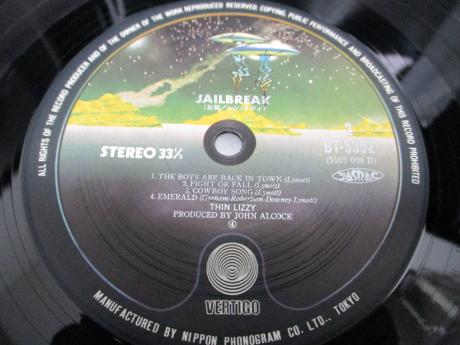 ALL RIGHTS OF THE RECORD PRODUCER AND OF THE OWNER OF THE WORK REPRODUCED RESERVED. COPYING, PUBLIC PERFORMANCE AND BROADCASTING OF THIS RECORD PROHIBITED
JAILBREAK
2
STEREO 33⅓
BT-5352
(9102 008 B)
JASRAC
1. THE BOYS ARE BACK IN TOWN (Lynott)
2. FIGHT OR FALL (Lynott)
3. COWBOY SONG (Lynott)
4. EMERALD (Gorham-Robertson-Downey-Lynott)
THIN LIZZY
PRODUCED BY JOHN ALCOCK
④
VERTIGO
MANUFACTURED BY NIPPON PHONOGRAM CO. LTD., TOKYO